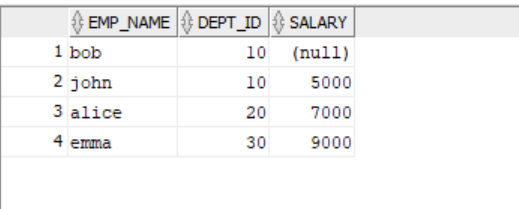 EMP_NAME DEPT_ID SALARY
1 bob 10 (null)
2 john 10 5000
3 alice 20 7000
4 emma 30 9000